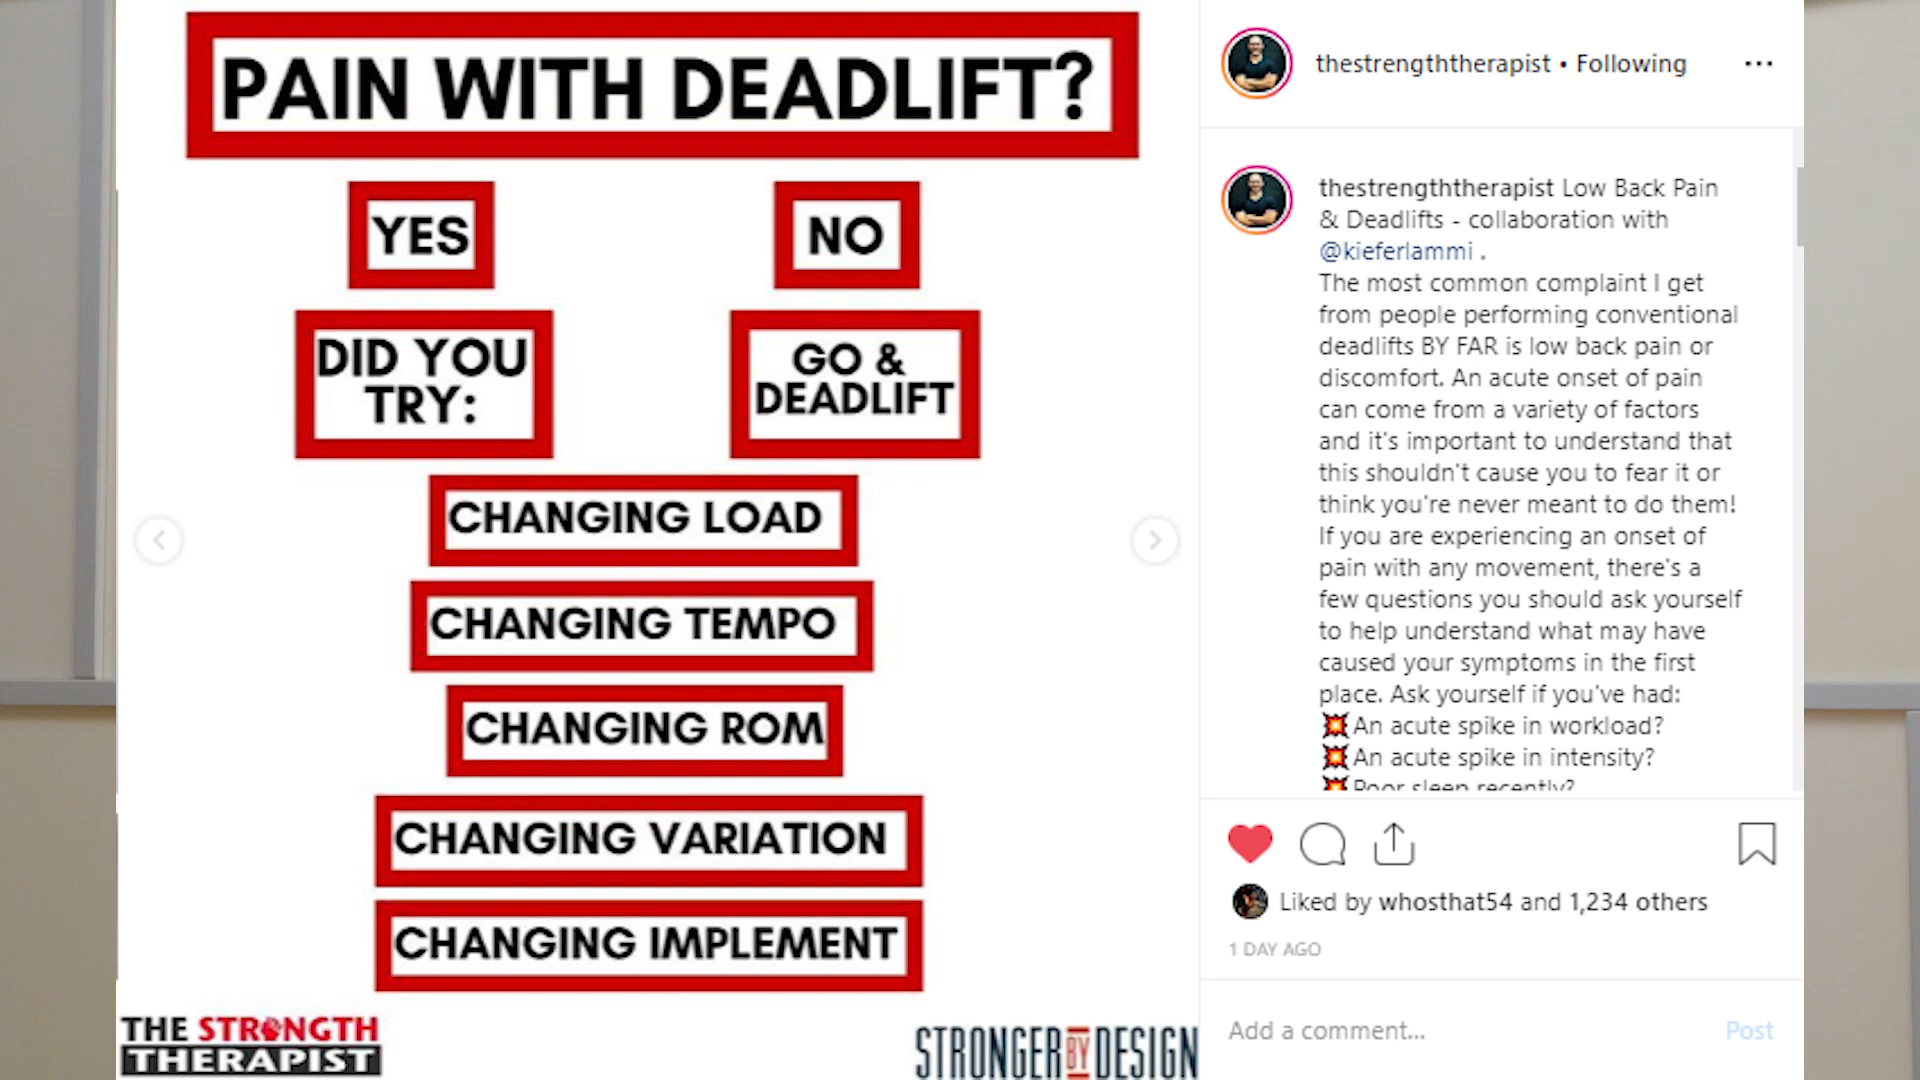 PAIN WITH DEADLIFT?
YES
NO
DID YOU
TRY:
GO &
DEADLIFT
CHANGING LOAD
CHANGING TEMPO
CHANGING ROM
CHANGING VARIATION
CHANGING IMPLEMENT
THE STRENGTH
THERAPIST
STRONGER BY DESIGN
thestrengththerapist • Following
thestrengththerapist Low Back Pain
& Deadlifts - collaboration with
@kieferlammi .
The most common complaint I get
from people performing conventional
deadlifts BY FAR is low back pain or
discomfort. An acute onset of pain
can come from a variety of factors
and it's important to understand that
this shouldn't cause you to fear it or
think you're never meant to do them!
If you are experiencing an onset of
pain with any movement, there's a
few questions you should ask yourself
to help understand what may have
caused your symptoms in the first
place. Ask yourself if you've had:
💥An acute spike in workload?
💥An acute spike in intensity?
💥Poor sleep recently?
Liked by whosthat54 and 1,234 others
1 DAY AGO
Add a comment...
Post